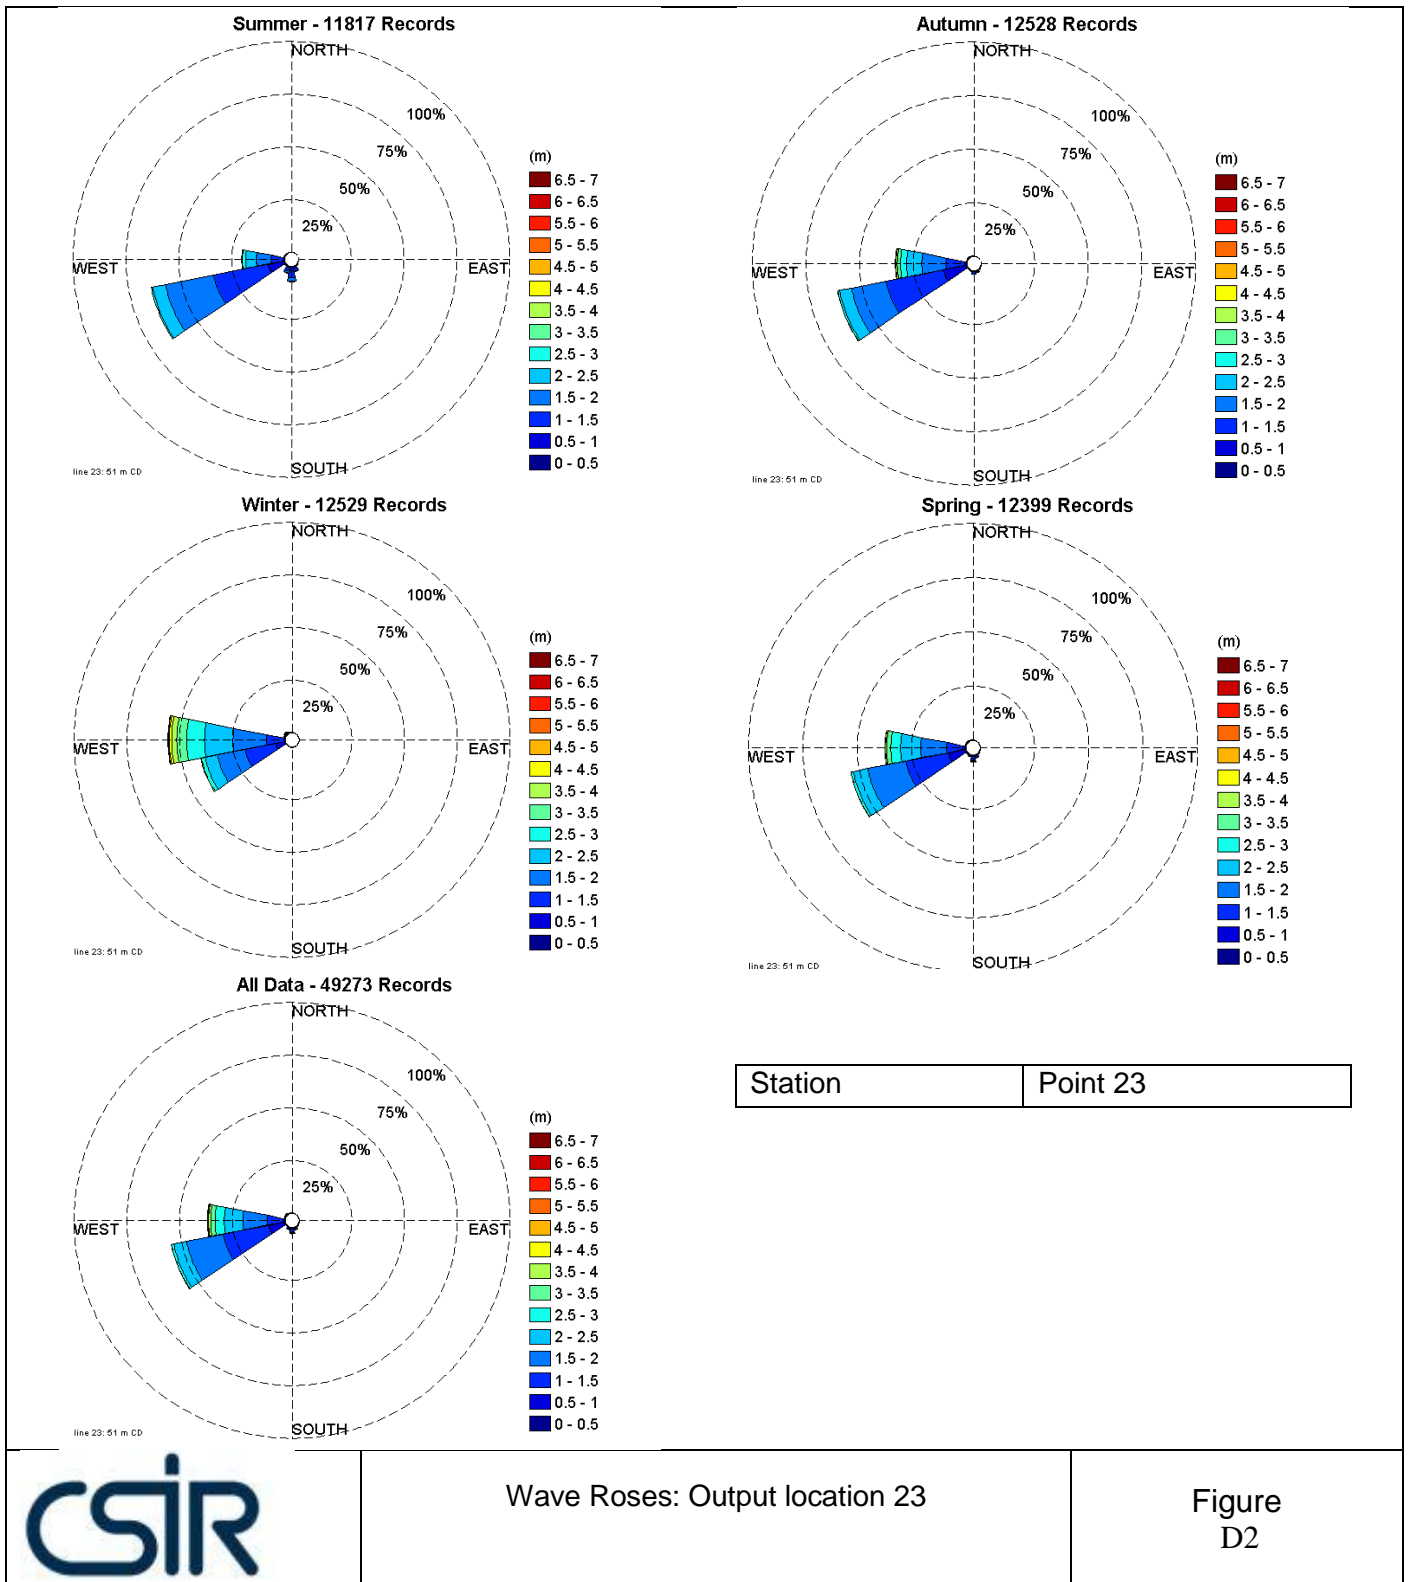 Summer - 11817 Records
NORTH
100%
75%
50%
25%
WEST
EAST
SOUTH
line 23: 51 m CD
(m)
6.5 - 7
6 - 6.5
5.5 - 6
5 - 5.5
4.5 - 5
4 - 4.5
3.5 - 4
3 - 3.5
2.5 - 3
2 - 2.5
1.5 - 2
1 - 1.5
0.5 - 1
0 - 0.5
Autumn - 12528 Records
NORTH
100%
75%
50%
25%
WEST
EAST
SOUTH
line 23: 51 m CD
(m)
6.5 - 7
6 - 6.5
5.5 - 6
5 - 5.5
4.5 - 5
4 - 4.5
3.5 - 4
3 - 3.5
2.5 - 3
2 - 2.5
1.5 - 2
1 - 1.5
0.5 - 1
0 - 0.5
Winter - 12529 Records
NORTH
100%
75%
50%
25%
WEST
EAST
SOUTH
line 23: 51 m CD
(m)
6.5 - 7
6 - 6.5
5.5 - 6
5 - 5.5
4.5 - 5
4 - 4.5
3.5 - 4
3 - 3.5
2.5 - 3
2 - 2.5
1.5 - 2
1 - 1.5
0.5 - 1
0 - 0.5
Spring - 12399 Records
NORTH
100%
75%
50%
25%
WEST
EAST
SOUTH
line 23: 51 m CD
(m)
6.5 - 7
6 - 6.5
5.5 - 6
5 - 5.5
4.5 - 5
4 - 4.5
3.5 - 4
3 - 3.5
2.5 - 3
2 - 2.5
1.5 - 2
1 - 1.5
0.5 - 1
0 - 0.5
All Data - 49273 Records
NORTH
100%
75%
50%
25%
WEST
EAST
SOUTH
line 23: 51 m CD
(m)
6.5 - 7
6 - 6.5
5.5 - 6
5 - 5.5
4.5 - 5
4 - 4.5
3.5 - 4
3 - 3.5
2.5 - 3
2 - 2.5
1.5 - 2
1 - 1.5
0.5 - 1
0 - 0.5
Station Point 23
CSIR
Wave Roses: Output location 23
Figure
D2